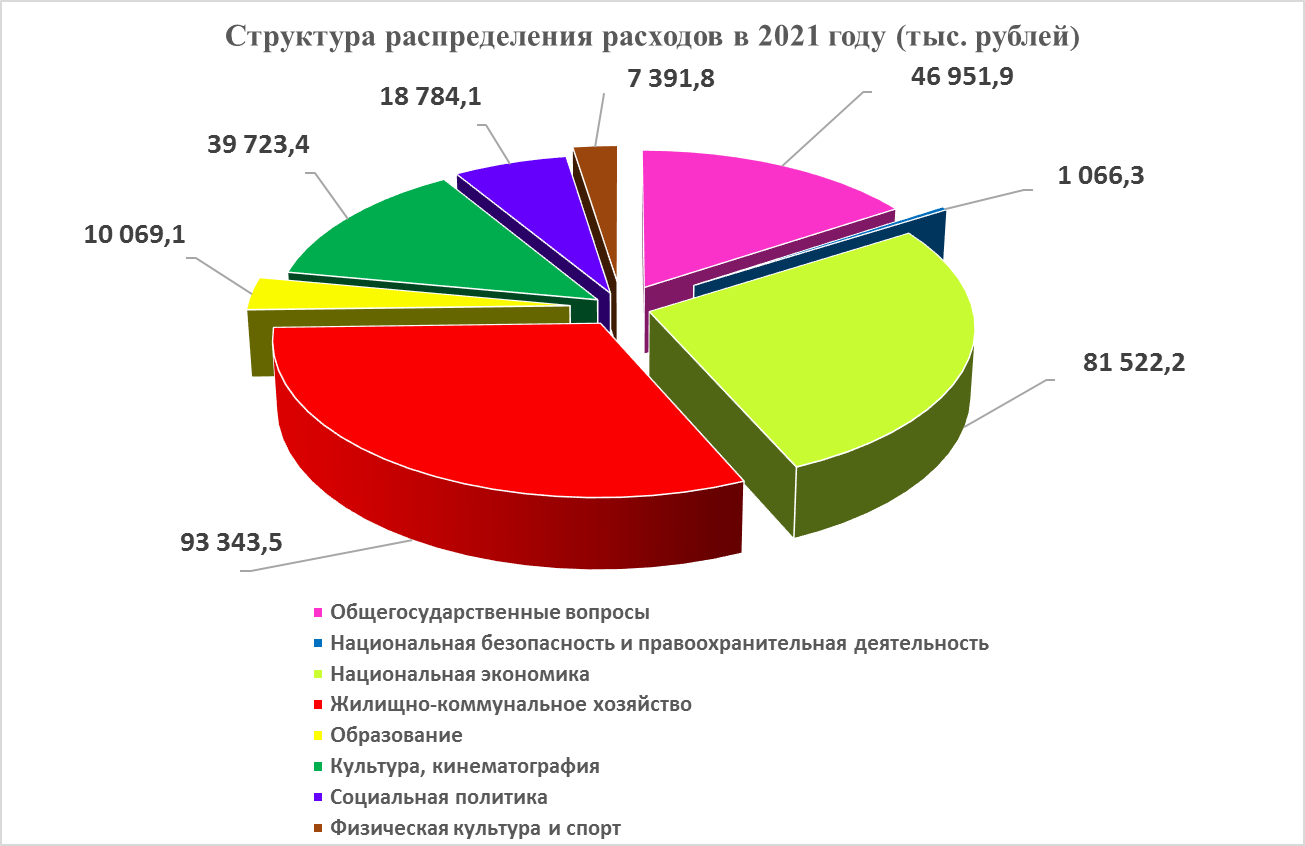 Структура распределения расходов в 2021 году (тыс. рублей)
7 391,8
46 951,9
18 784,1
39 723,4
1 066,3
10 069,1
81 522,2
93 343,5
Общегосударственные вопросы
Национальная безопасность и правоохранительная деятельность
Национальная экономика
Жилищно-коммунальное хозяйство
Образование
Культура, кинематография
Социальная политика
Физическая культура и спорт